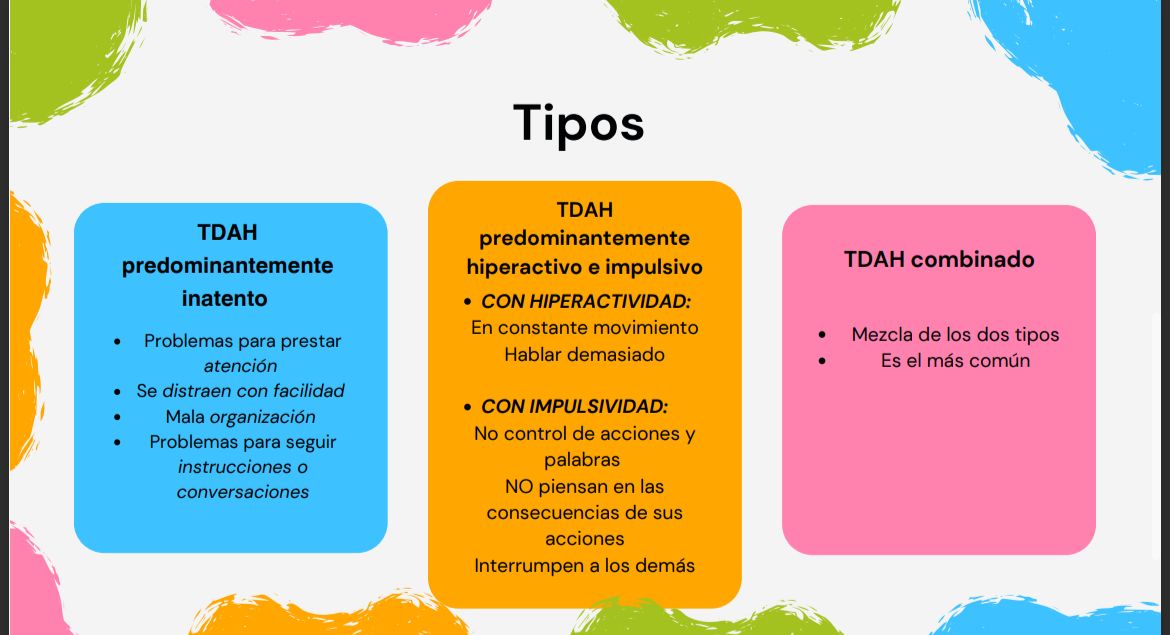 Tipos
TDAH
predominantemente
inatento
• Problemas para prestar
atención
• Se distraen con facilidad
• Mala organización
• Problemas para seguir
instrucciones o
conversaciones
TDAH
predominantemente
hiperactivo e impulsivo
• CON HIPERACTIVIDAD:
En constante movimiento
Hablar demasiado
• CON IMPULSIVIDAD:
No control de acciones y
palabras
NO piensan en las
consecuencias de sus
acciones
Interrumpen a los demás
TDAH combinado
• Mezcla de los dos tipos
• Es el más común